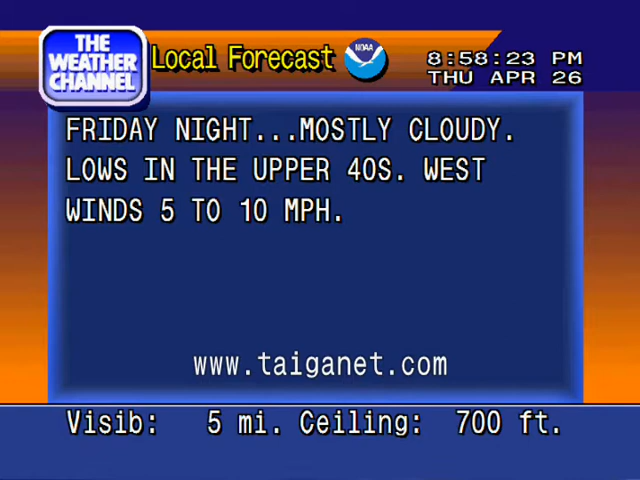 THE
WEATHER
CHANNEL
Local Forecast
NOAA
8:58:23 PM
THU APR 26
FRIDAY NIGHT...MOSTLY CLOUDY.
LOWS IN THE UPPER 40S. WEST
WINDS 5 TO 10 MPH.
www.taiganet.com
Visib: 5 mi. Ceiling: 700 ft.